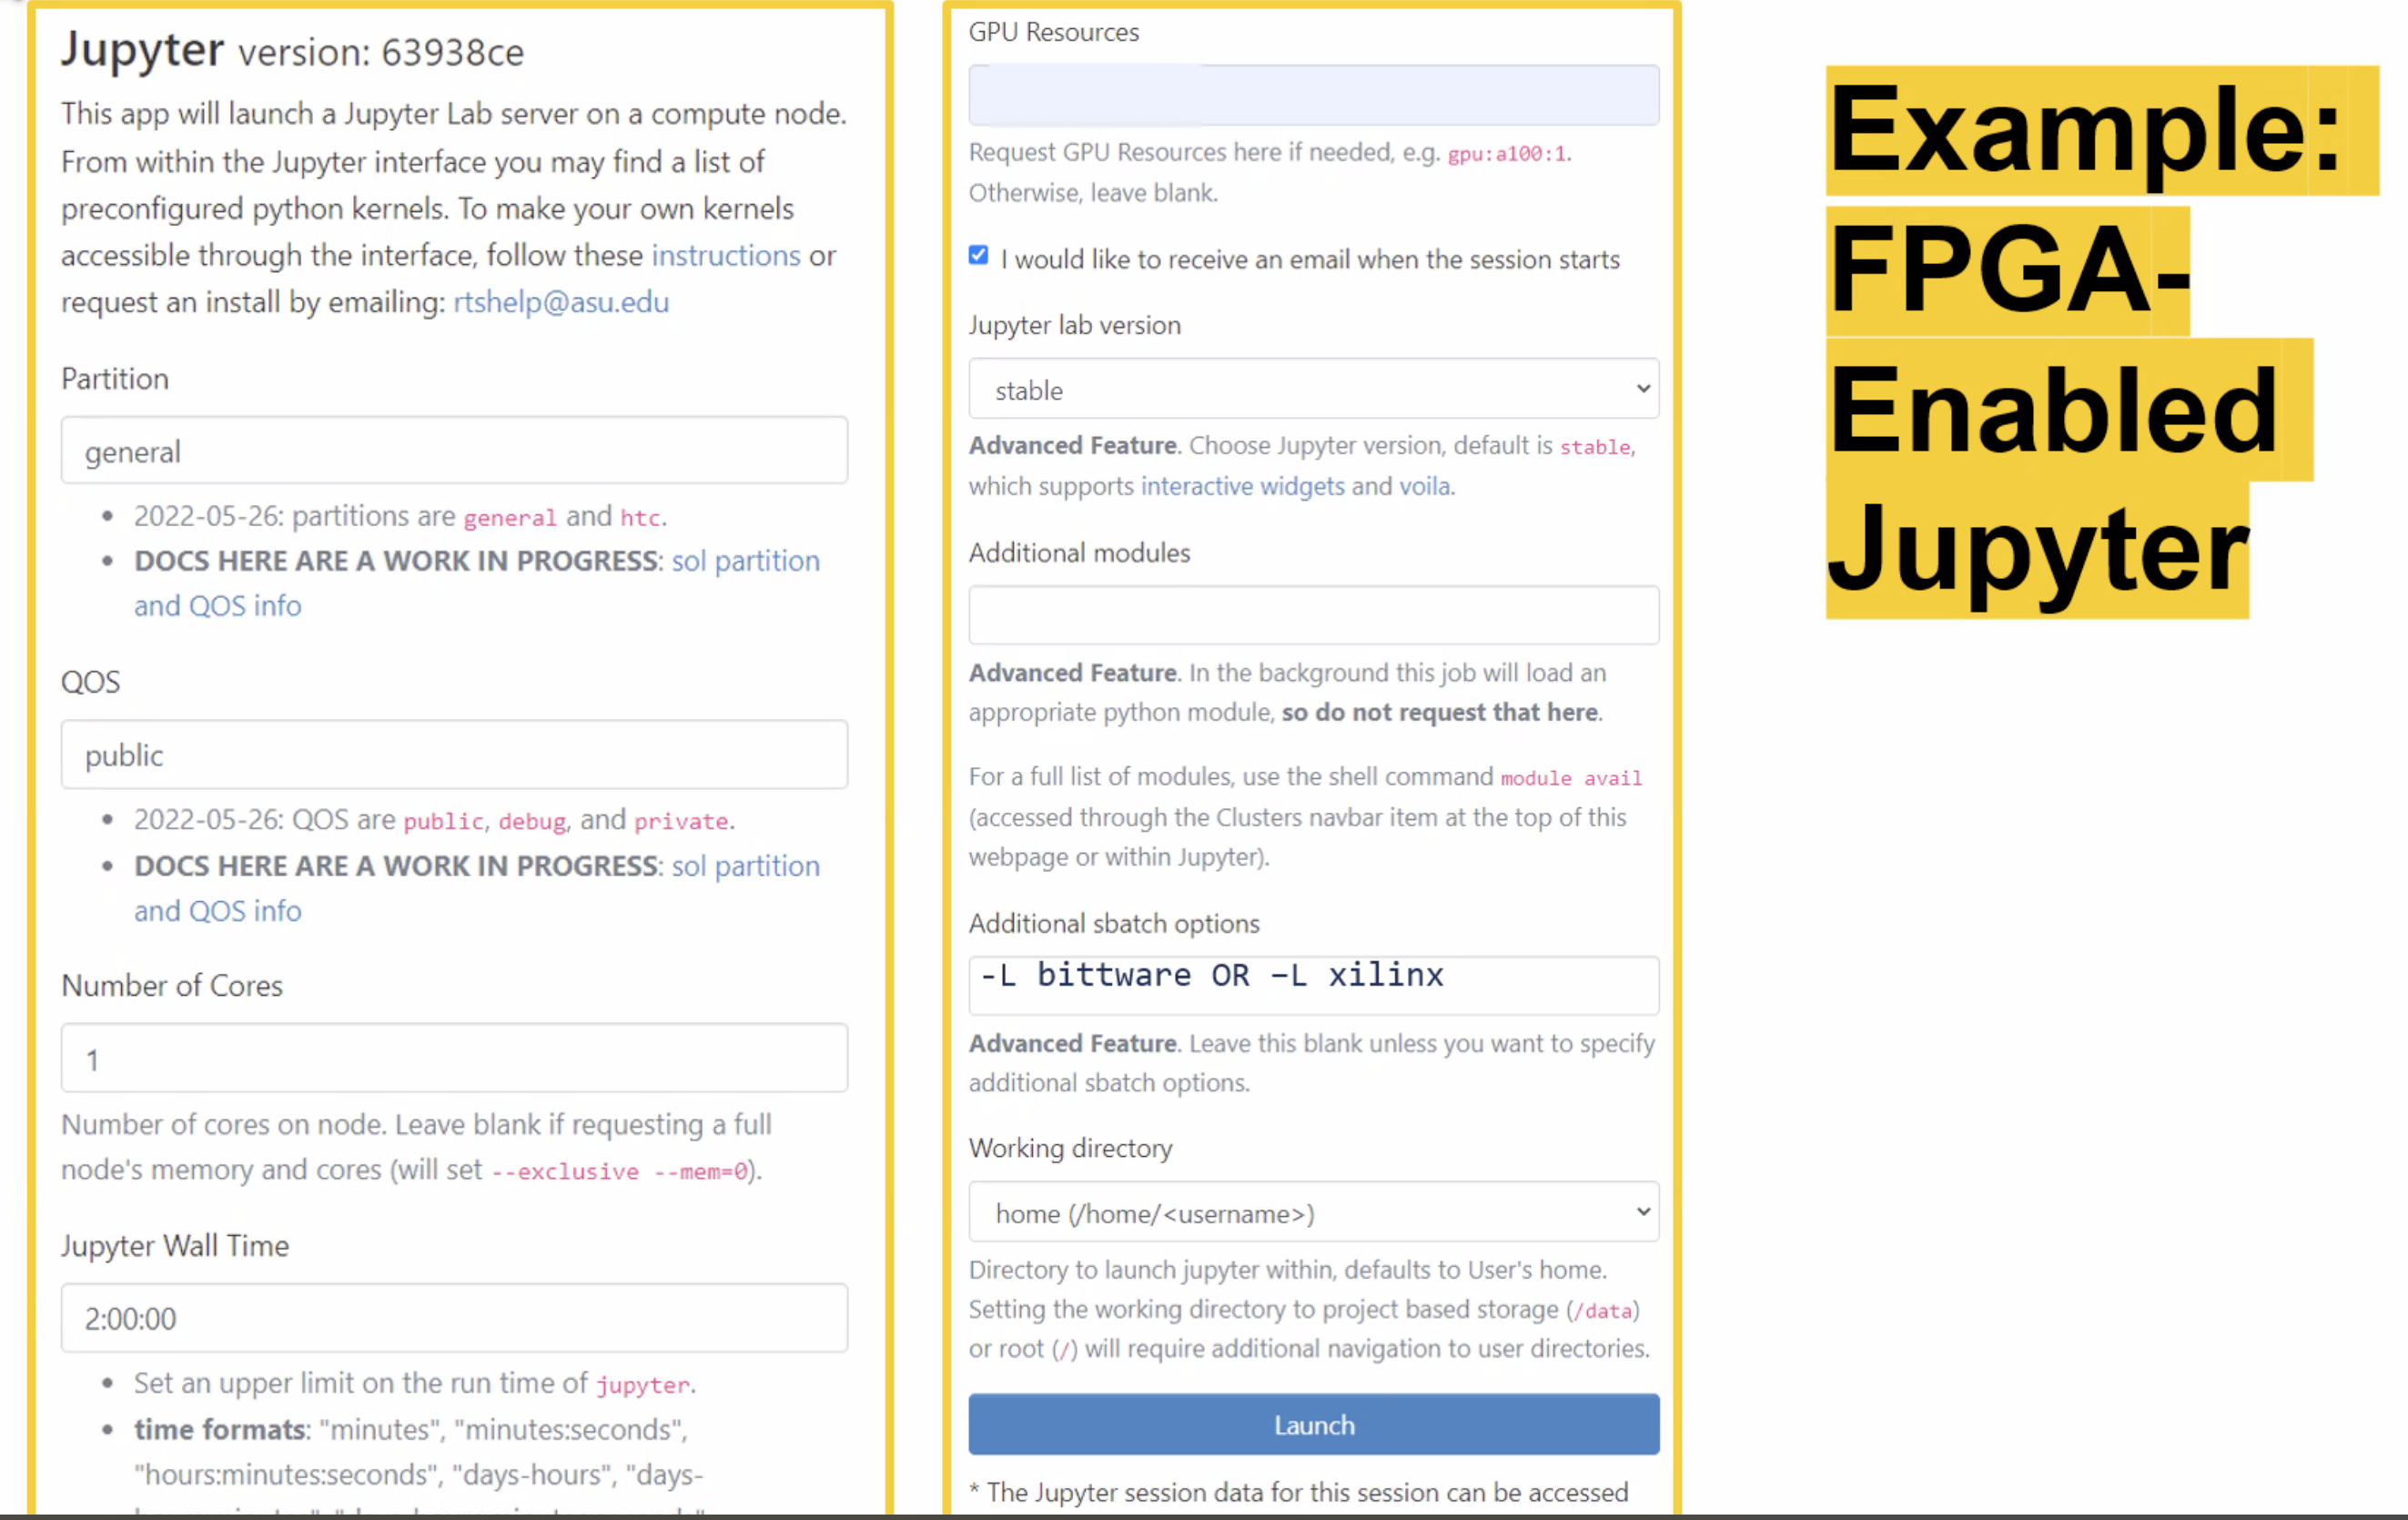 Jupyter version: 63938ce
This app will launch a Jupyter Lab server on a compute node.
From within the Jupyter interface you may find a list of
preconfigured python kernels. To make your own kernels
accessible through the interface, follow these instructions or
request an install by emailing: rtshelp@asu.edu
Partition
general
• 2022-05-26: partitions are general and htc.
• DOCS HERE ARE A WORK IN PROGRESS: sol partition
and QOS info
QOS
public
• 2022-05-26: QOS are public, debug, and private.
• DOCS HERE ARE A WORK IN PROGRESS: sol partition
and QOS info
Number of Cores
1
Number of cores on node. Leave blank if requesting a full
node's memory and cores (will set --exclusive --mem=0).
Jupyter Wall Time
2:00:00
• Set an upper limit on the run time of jupyter.
• time formats: "minutes", "minutes:seconds",
"hours:minutes:seconds", "days-hours", "days-
GPU Resources
Request GPU Resources here if needed, e.g. gpu:a100:1.
Otherwise, leave blank.
I would like to receive an email when the session starts
Jupyter lab version
stable
Advanced Feature. Choose Jupyter version, default is stable,
which supports interactive widgets and voila.
Additional modules
Advanced Feature. In the background this job will load an
appropriate python module, so do not request that here.
For a full list of modules, use the shell command module avail
(accessed through the Clusters navbar item at the top of this
webpage or within Jupyter).
Additional sbatch options
-L bittware OR –L xilinx
Advanced Feature. Leave this blank unless you want to specify
additional sbatch options.
Working directory
home (/home/<username>)
Directory to launch jupyter within, defaults to User's home.
Setting the working directory to project based storage (/data)
or root (/) will require additional navigation to user directories.
Launch
* The Jupyter session data for this session can be accessed
Example:
FPGA-
Enabled
Jupyter